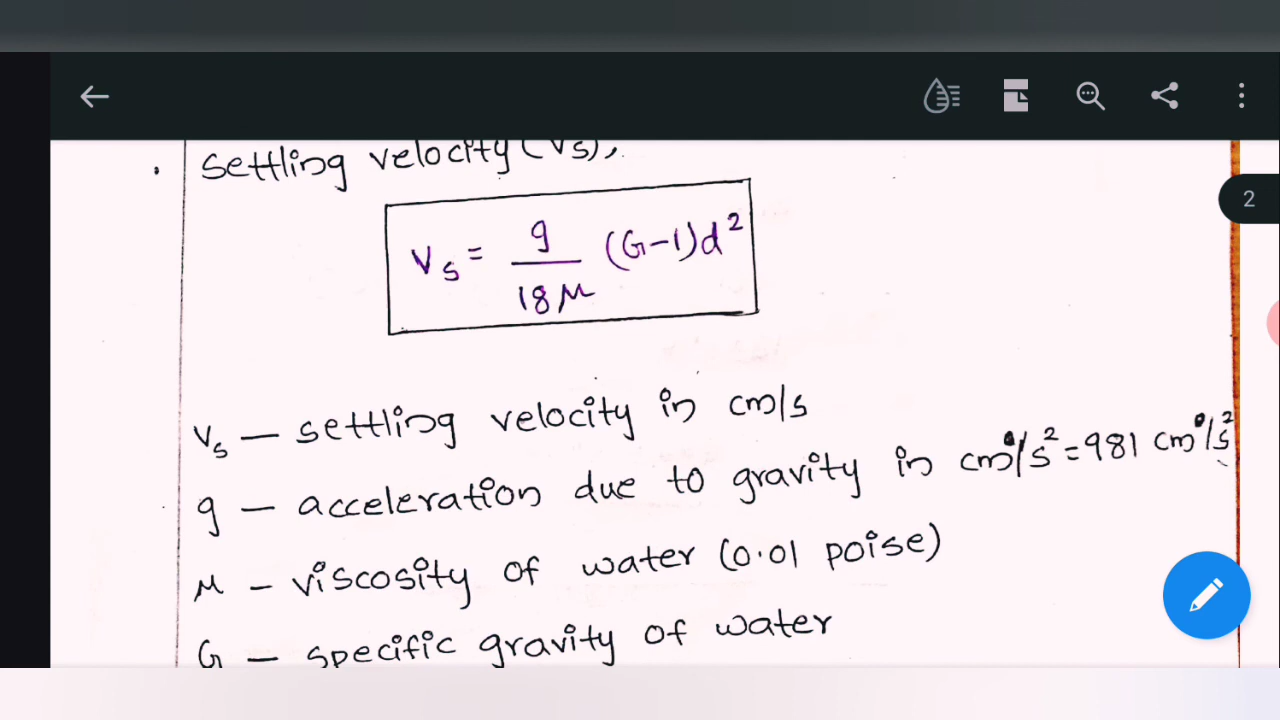 2
settling velocity (Vs),
Vs = g/18μ (G-1)d²
Vs — settling velocity in cm/s
g — acceleration due to gravity in cm/s² = 981 cm/s²
μ — viscosity of water (0.01 poise)
G — specific gravity of water